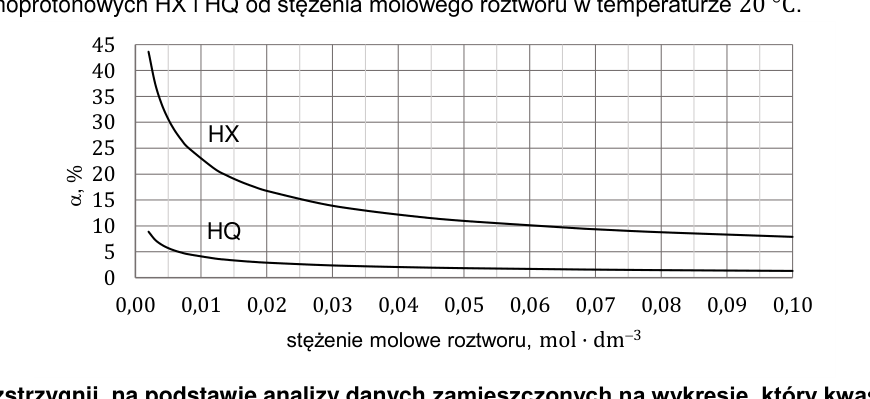 noprotonowych HX i HQ od stężenia molowego roztworu w temperaturze 20 °C.
45
40
35
30
25
20
15
10
5
0
α, %
HX
HQ
0,00 0,01 0,02 0,03 0,04 0,05 0,06 0,07 0,08 0,09 0,10
stężenie molowe roztworu, mol · dm⁻³
zstrzygnij, na podstawie analizy danych zamieszczonych na wykresie, który kwas